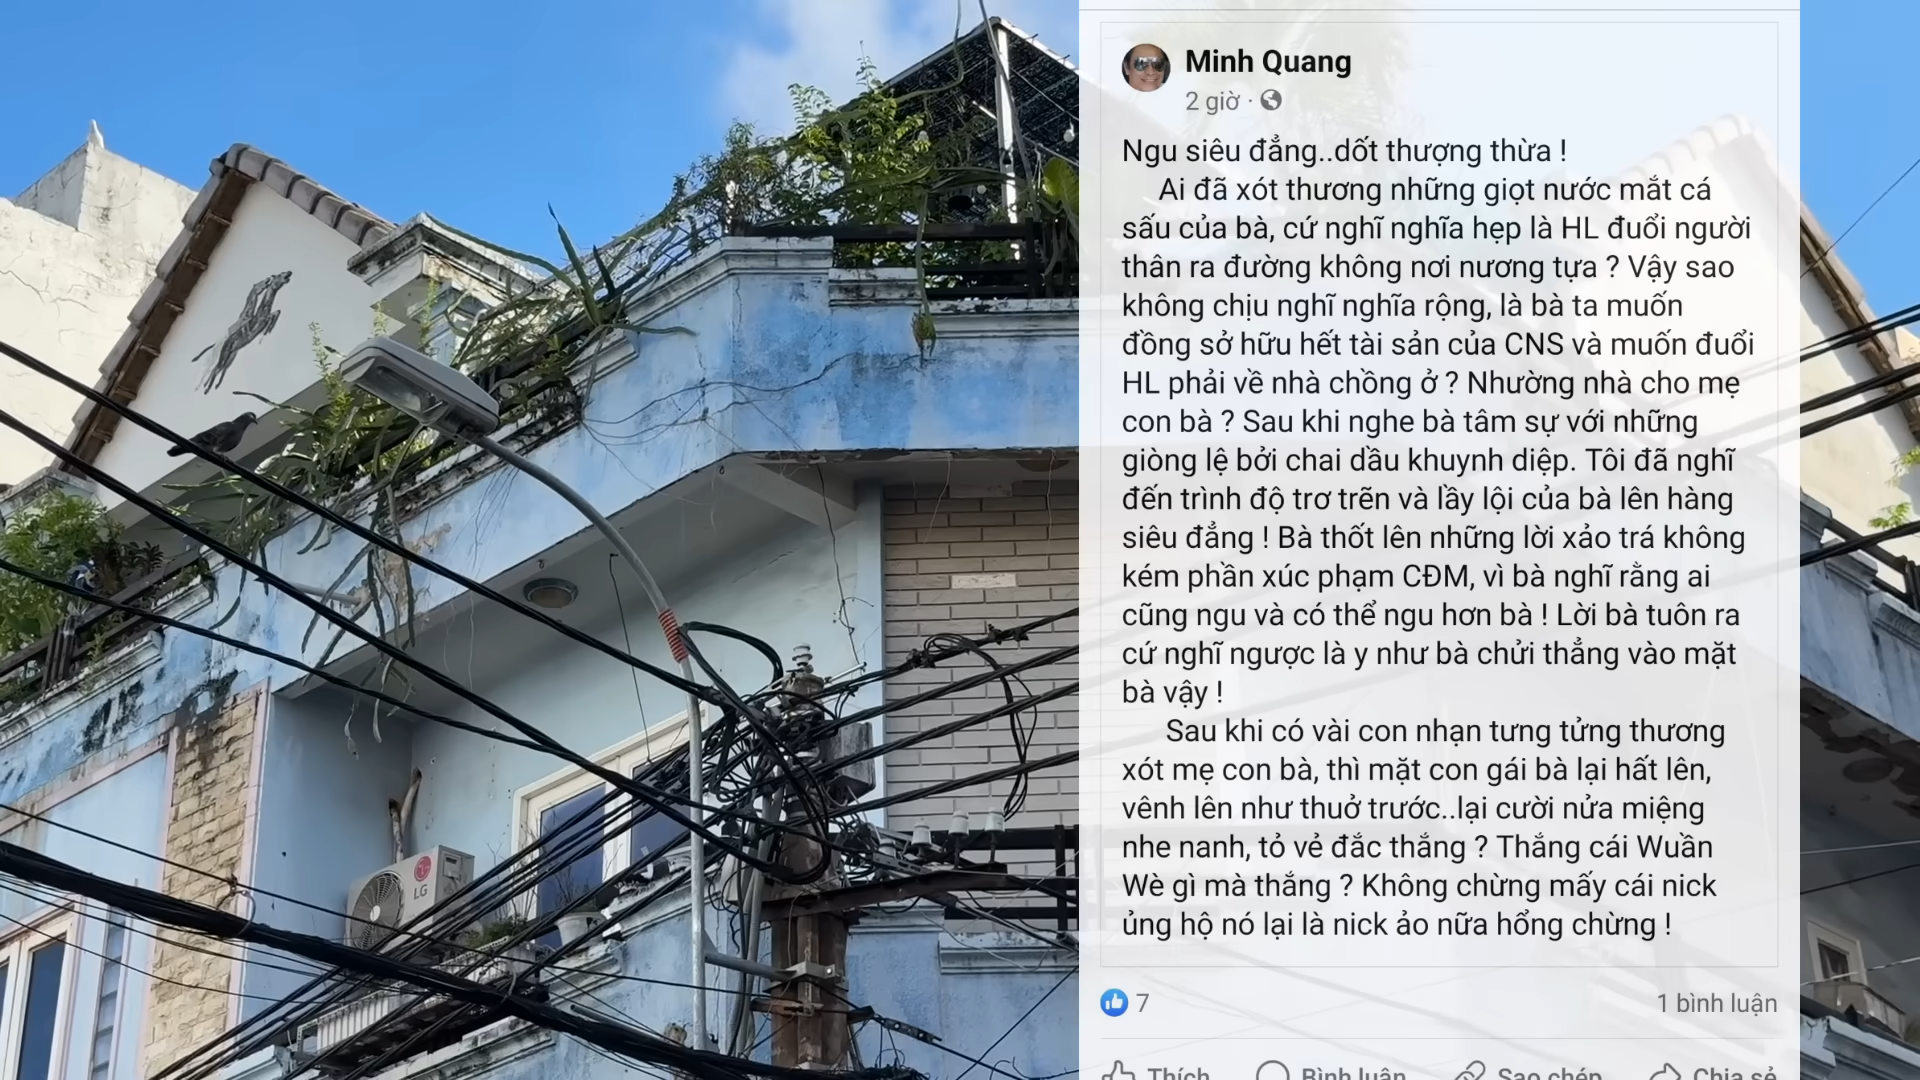 Minh Quang
2 giờ ·
Ngu siêu đẳng..dốt thượng thừa !
Ai đã xót thương những giọt nước mắt cá
sấu của bà, cứ nghĩ nghĩa hẹp là HL đuổi người
thân ra đường không nơi nương tựa ? Vậy sao
không chịu nghĩ nghĩa rộng, là bà ta muốn
đồng sở hữu hết tài sản của CNS và muốn đuổi
HL phải về nhà chồng ở ? Nhường nhà cho mẹ
con bà ? Sau khi nghe bà tâm sự với những
giòng lệ bởi chai dầu khuynh diệp. Tôi đã nghĩ
đến trình độ trơ trẽn và lầy lội của bà lên hàng
siêu đẳng ! Bà thốt lên những lời xảo trá không
kém phần xúc phạm CĐM, vì bà nghĩ rằng ai
cũng ngu và có thể ngu hơn bà ! Lời bà tuôn ra
cứ nghĩ ngược là y như bà chửi thẳng vào mặt
bà vậy !
Sau khi có vài con nhạn tưng tửng thương
xót mẹ con bà, thì mặt con gái bà lại hất lên,
vênh lên như thuở trước..lại cười nửa miệng
nhe nanh, tỏ vẻ đắc thắng ? Thắng cái Wuần
Wè gì mà thắng ? Không chừng mấy cái nick
ủng hộ nó lại là nick ảo nữa hổng chừng !
7
1 bình luận
Thích
Bình luận
Sao chép
Chia sẻ
LG